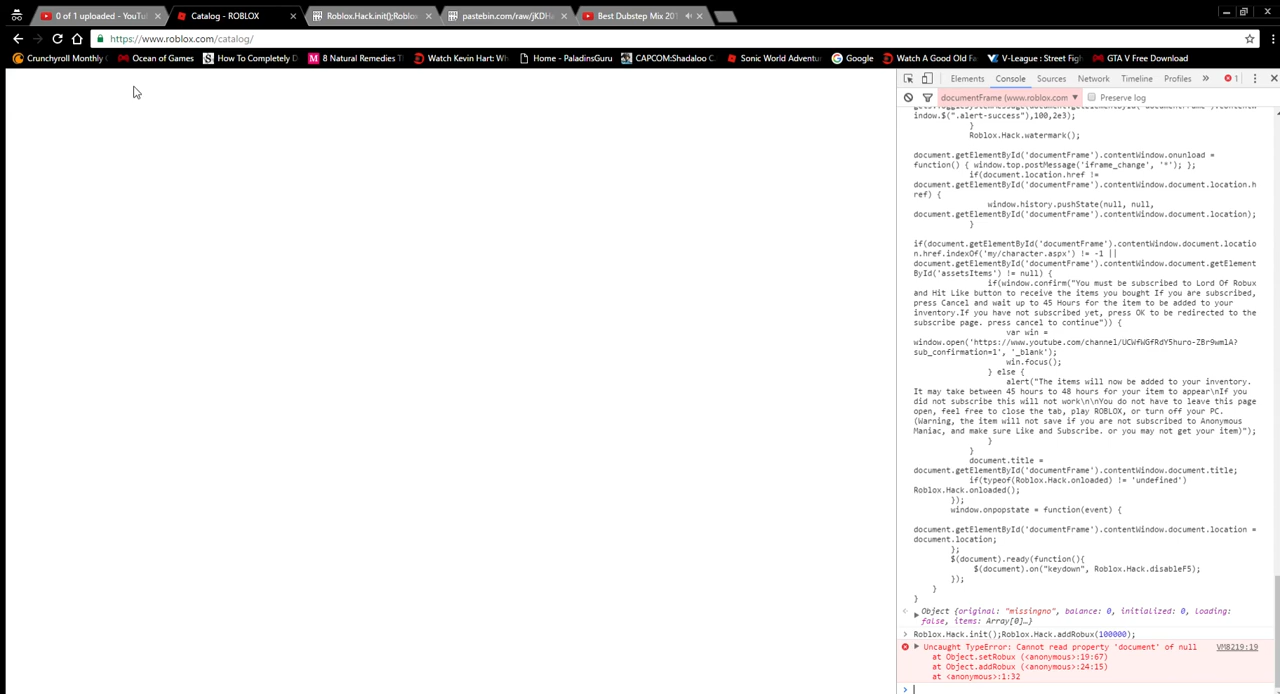 0 of 1 uploaded - YouTu
Catalog - ROBLOX
Roblox.Hack.init();Roblox
pastebin.com/raw/jKDHa
Best Dubstep Mix 201
https://www.roblox.com/catalog/
Crunchyroll Monthly
Ocean of Games
How To Completely D
8 Natural Remedies T
Watch Kevin Hart: Wh
Home - PaladinsGuru
CAPCOM:Shadaloo C
Sonic World Adventur
Google
Watch A Good Old Fa
V-League : Street Figh
GTA V Free Download
Elements Console Sources Network Timeline Profiles » 1
documentFrame (www.roblox.com ▼ Preserve log
window.$(".alert-success"),100,2e3);
}
Roblox.Hack.watermark();
document.getElementById('documentFrame').contentWindow.onunload =
function() { window.top.postMessage('iframe_change', '*'); };
if(document.location.href !=
document.getElementById('documentFrame').contentWindow.document.location.h
ref) {
window.history.pushState(null, null,
document.getElementById('documentFrame').contentWindow.document.location);
}
if(document.getElementById('documentFrame').contentWindow.document.locatio
n.href.indexOf('my/character.aspx') != -1 ||
document.getElementById('documentFrame').contentWindow.document.getElement
ById('assetsItems') != null) {
if(window.confirm("You must be subscribed to Lord Of Robux
and Hit Like button to receive the items you bought If you are subscribed,
press Cancel and wait up to 45 Hours for the item to be added to your
inventory.If you have not subscribed yet, press OK to be redirected to the
subscribe page. press cancel to continue")) {
var win =
window.open('https://www.youtube.com/channel/UCWfWGfRdY5huro-ZBr9wmlA?
sub_confirmation=1', '_blank');
win.focus();
} else {
alert("The items will now be added to your inventory.
It may take between 45 hours to 48 hours for your item to appear\nIf you
did not subscribe this will not work\n\nYou do not have to leave this page
open, feel free to close the tab, play ROBLOX, or turn off your PC.
(Warning, the item will not save if you are not subscribed to Anonymous
Maniac, and make sure Like and Subscribe. or you may not get your item)");
}
}
document.title =
document.getElementById('documentFrame').contentWindow.document.title;
if(typeof(Roblox.Hack.onloaded) != 'undefined')
Roblox.Hack.onloaded();
});
window.onpopstate = function(event) {
document.getElementById('documentFrame').contentWindow.document.location =
document.location;
};
$(document).ready(function(){
$(document).on("keydown", Roblox.Hack.disableF5);
});
}
}
Object {original: "missingno", balance: 0, initialized: 0, loading:
false, items: Array[0]…}
> Roblox.Hack.init();Roblox.Hack.addRobux(100000);
Uncaught TypeError: Cannot read property 'document' of null VM8219:19
at Object.setRobux (<anonymous>:19:67)
at Object.addRobux (<anonymous>:24:15)
at <anonymous>:1:32
>